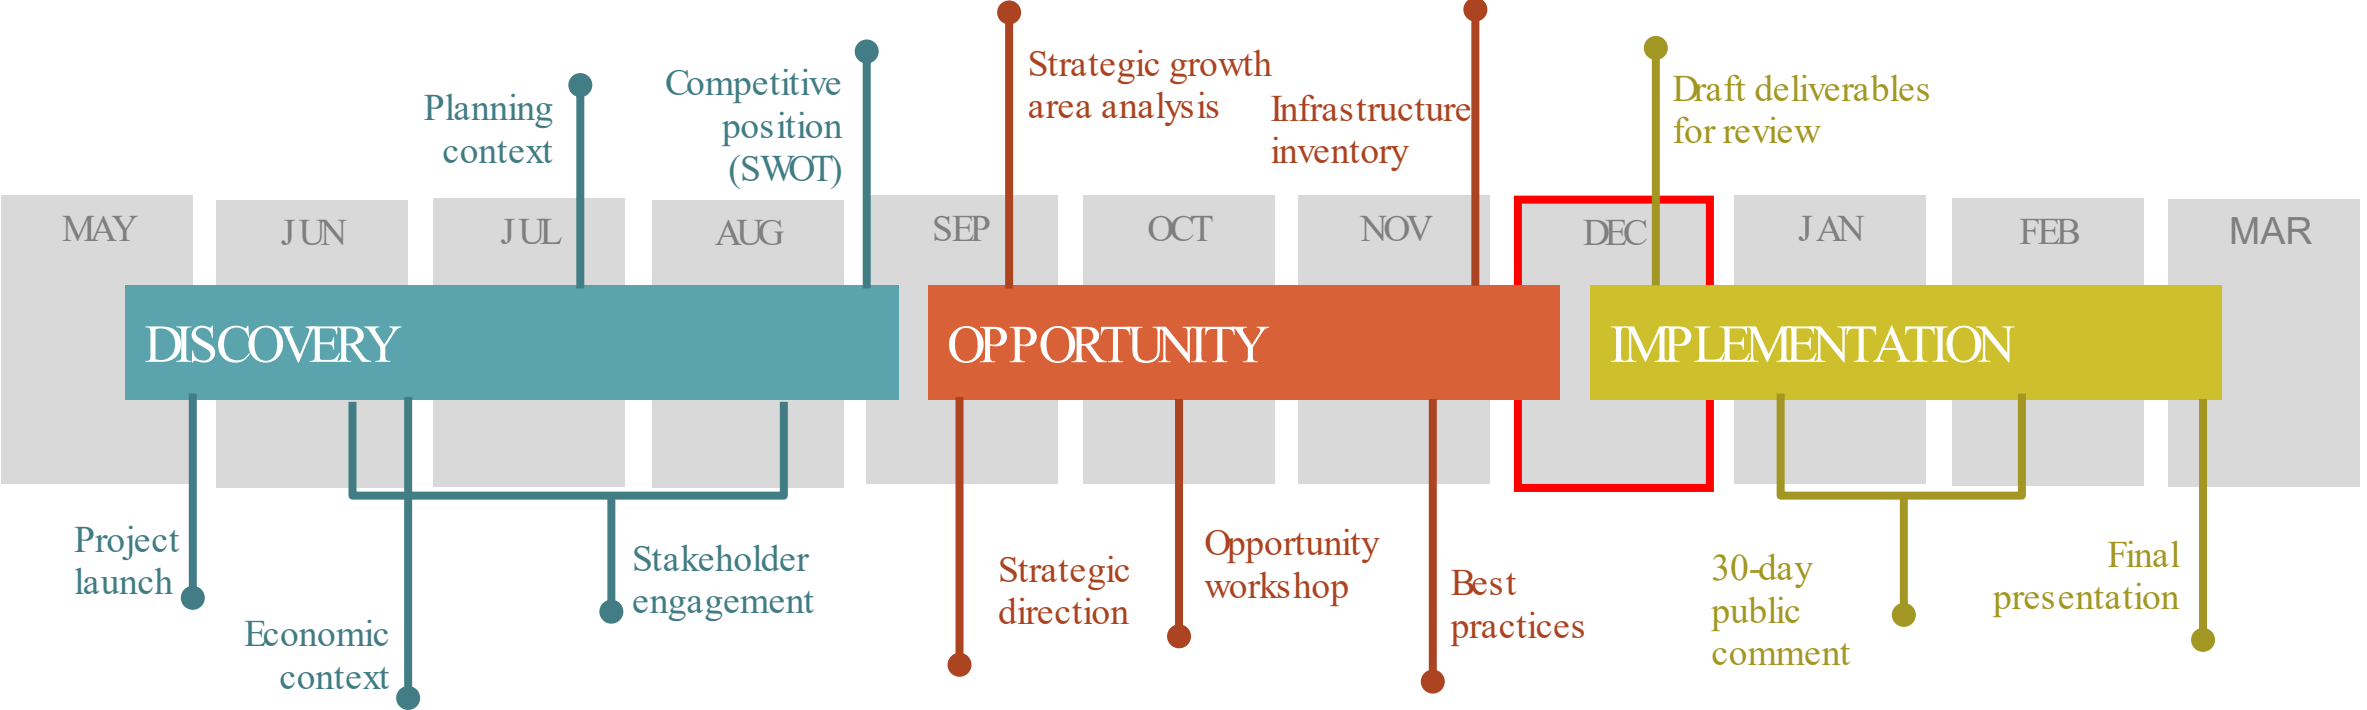 Planning
context
Competitive
position
(SWOT)
Strategic growth
area analysis
Infrastructure
inventory
Draft deliverables
for review
MAY
JUN
JUL
AUG
SEP
OCT
NOV
DEC
JAN
FEB
MAR
DISCOVERY
OPPORTUNITY
IMPLEMENTATION
Project
launch
Economic
context
Stakeholder
engagement
Strategic
direction
Opportunity
workshop
Best
practices
30-day
public
comment
Final
presentation